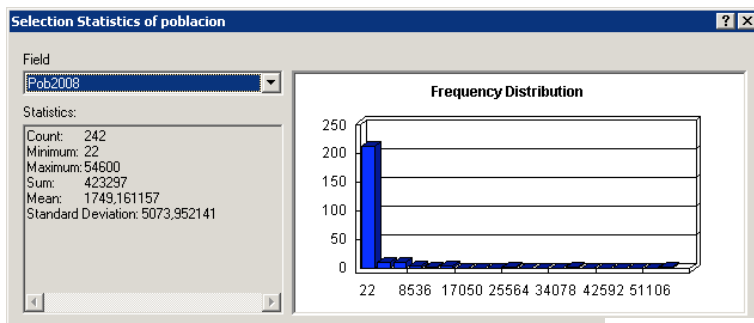 Selection Statistics of poblacion
Field
Pob2008
Statistics:
Count: 242
Minimum: 22
Maximum: 54600
Sum: 423297
Mean: 1749,161157
Standard Deviation: 5073,952141
Frequency Distribution
250
200
150
100
50
0
22 8536 17050 25564 34078 42592 51106